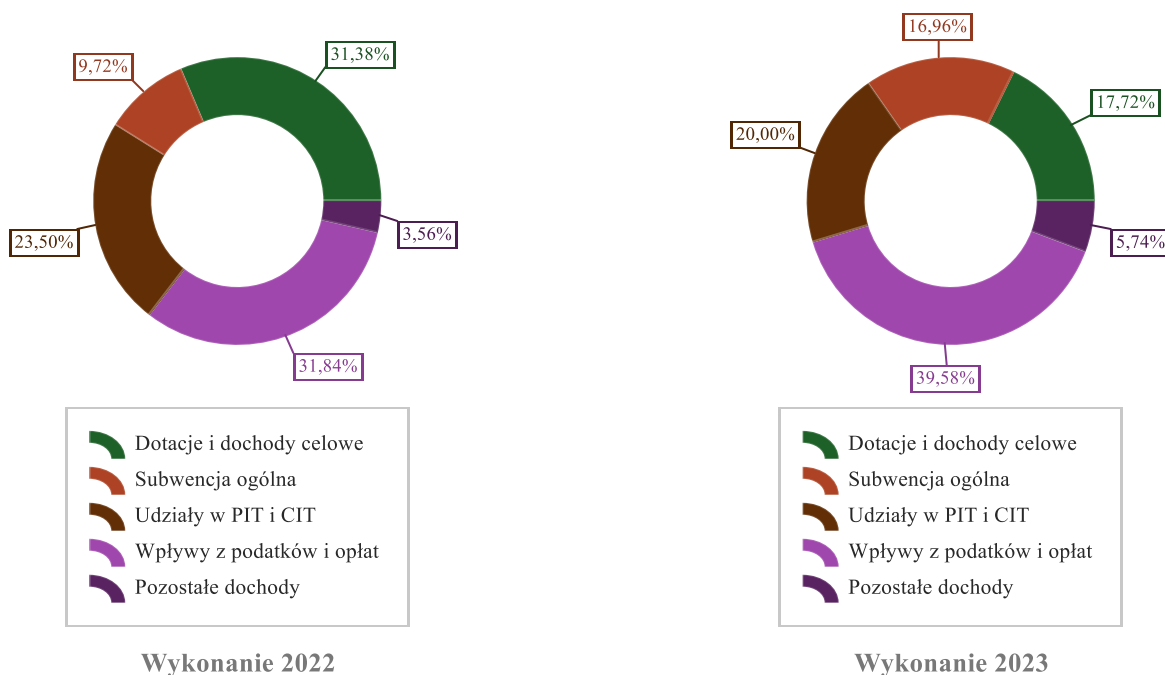 9,72%
31,38%
23,50%
3,56%
31,84%
Dotacje i dochody celowe
Subwencja ogólna
Udziały w PIT i CIT
Wpływy z podatków i opłat
Pozostałe dochody
Wykonanie 2022
16,96%
17,72%
20,00%
5,74%
39,58%
Dotacje i dochody celowe
Subwencja ogólna
Udziały w PIT i CIT
Wpływy z podatków i opłat
Pozostałe dochody
Wykonanie 2023